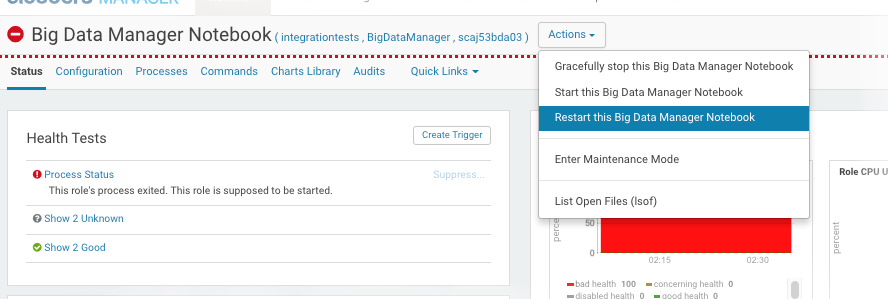 MANAGER
Big Data Manager Notebook ( integrationtests , BigDataManager , scaj53bda03 )
Actions
Status
Configuration
Processes
Commands
Charts Library
Audits
Quick Links
Gracefully stop this Big Data Manager Notebook
Start this Big Data Manager Notebook
Restart this Big Data Manager Notebook
Enter Maintenance Mode
List Open Files (lsof)
Health Tests
Create Trigger
Process Status
Suppress...
This role's process exited. This role is supposed to be started.
Show 2 Unknown
Show 2 Good
percent
50
0
02:15
02:30
bad health 100
concerning health 0
disabled health 0
good health 0
Role CPU U
percent